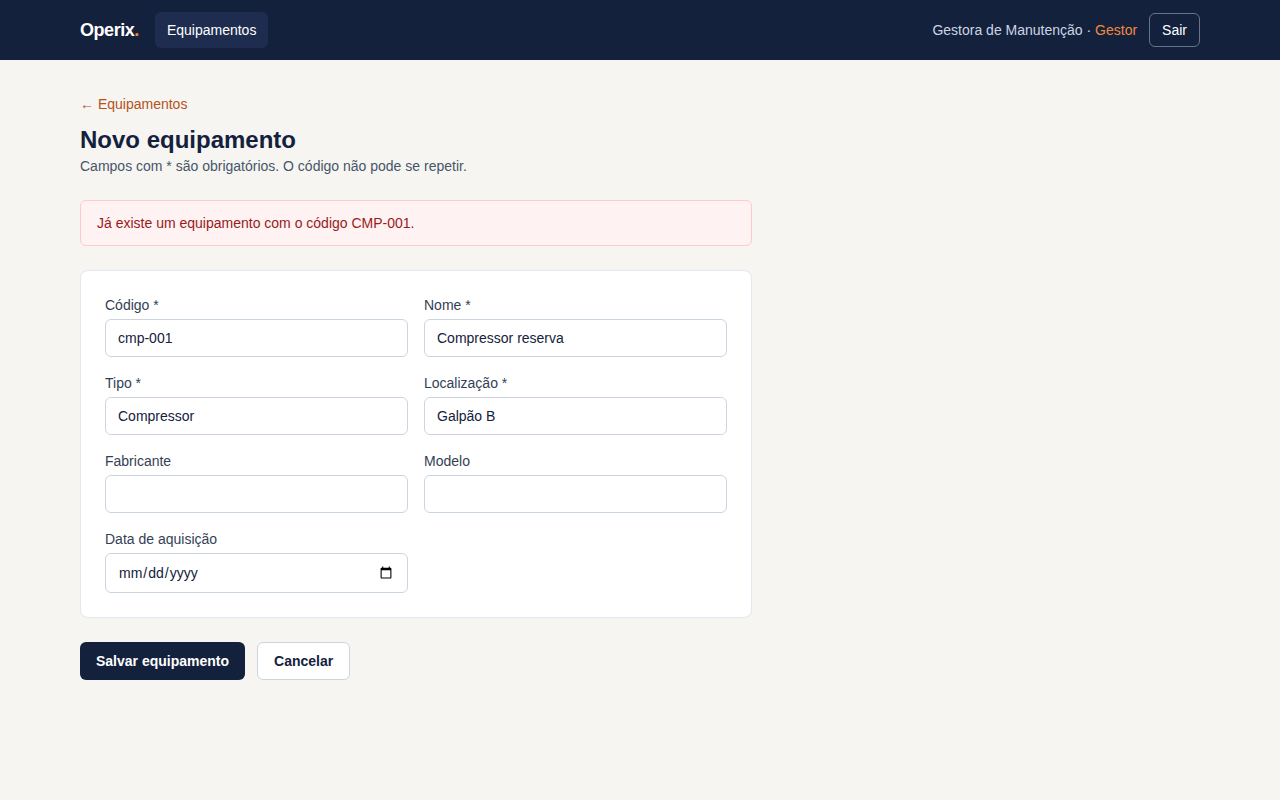 Operix.
Equipamentos
Gestora de Manutenção · Gestor
Sair
← Equipamentos
Novo equipamento
Campos com * são obrigatórios. O código não pode se repetir.
Já existe um equipamento com o código CMP-001.
Código *
Nome *
cmp-001
Compressor reserva
Tipo *
Localização *
Compressor
Galpão B
Fabricante
Modelo
Data de aquisição
mm/dd/yyyy
Salvar equipamento
Cancelar